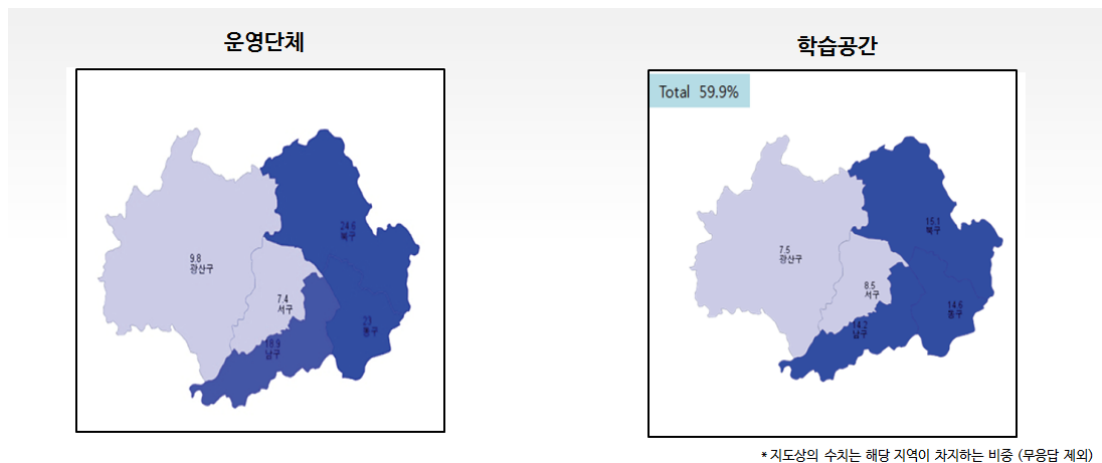 운영단체
학습공간
Total 59.9%
24.6
북구
9.8
광산구
7.4
서구
23
동구
18.9
남구
15.1
북구
7.5
광산구
8.5
서구
14.6
동구
14.2
남구
* 지도상의 수치는 해당 지역이 차지하는 비중 (무응답 제외)